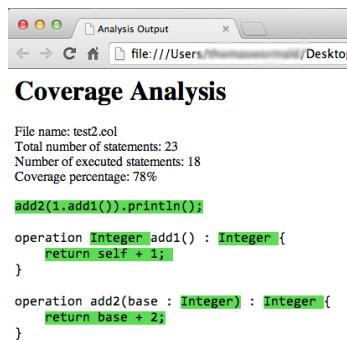 Analysis Output
file:///Users/ /Deskto
Coverage Analysis
File name: test2.eol
Total number of statements: 23
Number of executed statements: 18
Coverage percentage: 78%
add2(1.add1()).println();
operation Integer add1() : Integer {
return self + 1;
}
operation add2(base : Integer) : Integer {
return base + 2;
}